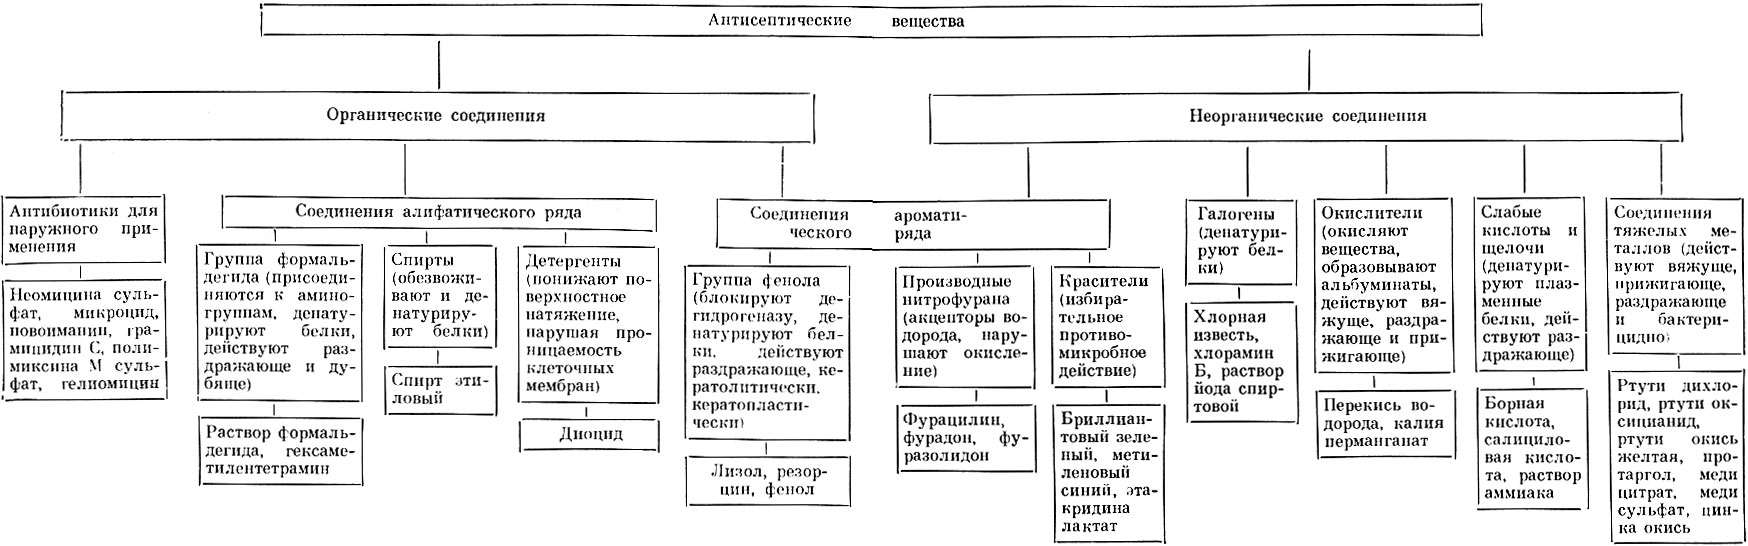 Антисептические вещества
Органические соединения
Неорганические соединения
Антибиотики для
наружного при-
менения
Неомицина суль-
фат, микроцид,
новоиманин, гра-
мицидин С, поли-
миксина М суль-
фат, гелиомицин
Соединения алифатического ряда
Группа формаль-
дегида (присоеди-
няются к амино-
группам, денату-
рируют белки,
действуют раз-
дражающе и ду-
бяще)
Раствор формаль-
дегида, гексаме-
тилентетрамин
Спирты
(обезвожи-
вают и де-
натуриру-
ют белки)
Спирт эти-
ловый
Детергенты
(понижают по-
верхностное
натяжение,
нарушая про-
ницаемость
клеточных
мембран)
Диоцид
Соединения аромати-
ческого ряда
Группа фенола
(блокируют де-
гидрогеназу, де-
натурируют бел-
ки, действуют
раздражающе, ке-
ратолитически,
кератопласти-
чески)
Лизол, резор-
цин, фенол
Производные
нитрофурана
(акцепторы во-
дорода, нару-
шают окисле-
ние)
Фурацилин,
фурадон, фу-
разолидон
Красители
(избира-
тельное
противо-
микробное
действие)
Бриллиан-
товый зеле-
ный, мети-
леновый
синий, эта-
кридина
лактат
Галогены
(денатури-
руют бел-
ки)
Хлорная
известь,
хлорамин
Б, раствор
йода спир-
товой
Окислители
(окисляют
вещества,
образовывают
альбуминаты,
действуют вя-
жуще, раздра-
жающе и при-
жигающе)
Перекись во-
дорода, калия
перманганат
Слабые
кислоты и
щелочи
(денатури-
руют плаз-
менные
белки, дей-
ствуют раз-
дражающе)
Борная
кислота,
салицило-
вая кисло-
та, раствор
аммиака
Соединения
тяжелых ме-
таллов (дейст-
вуют вяжуще,
прижигающе,
раздражающе
и бактери-
цидно)
Ртути дихло-
рид, ртути ок-
сицианид,
ртути окись
желтая, про-
таргол, меди
цитрат, меди
сульфат, цин-
ка окись